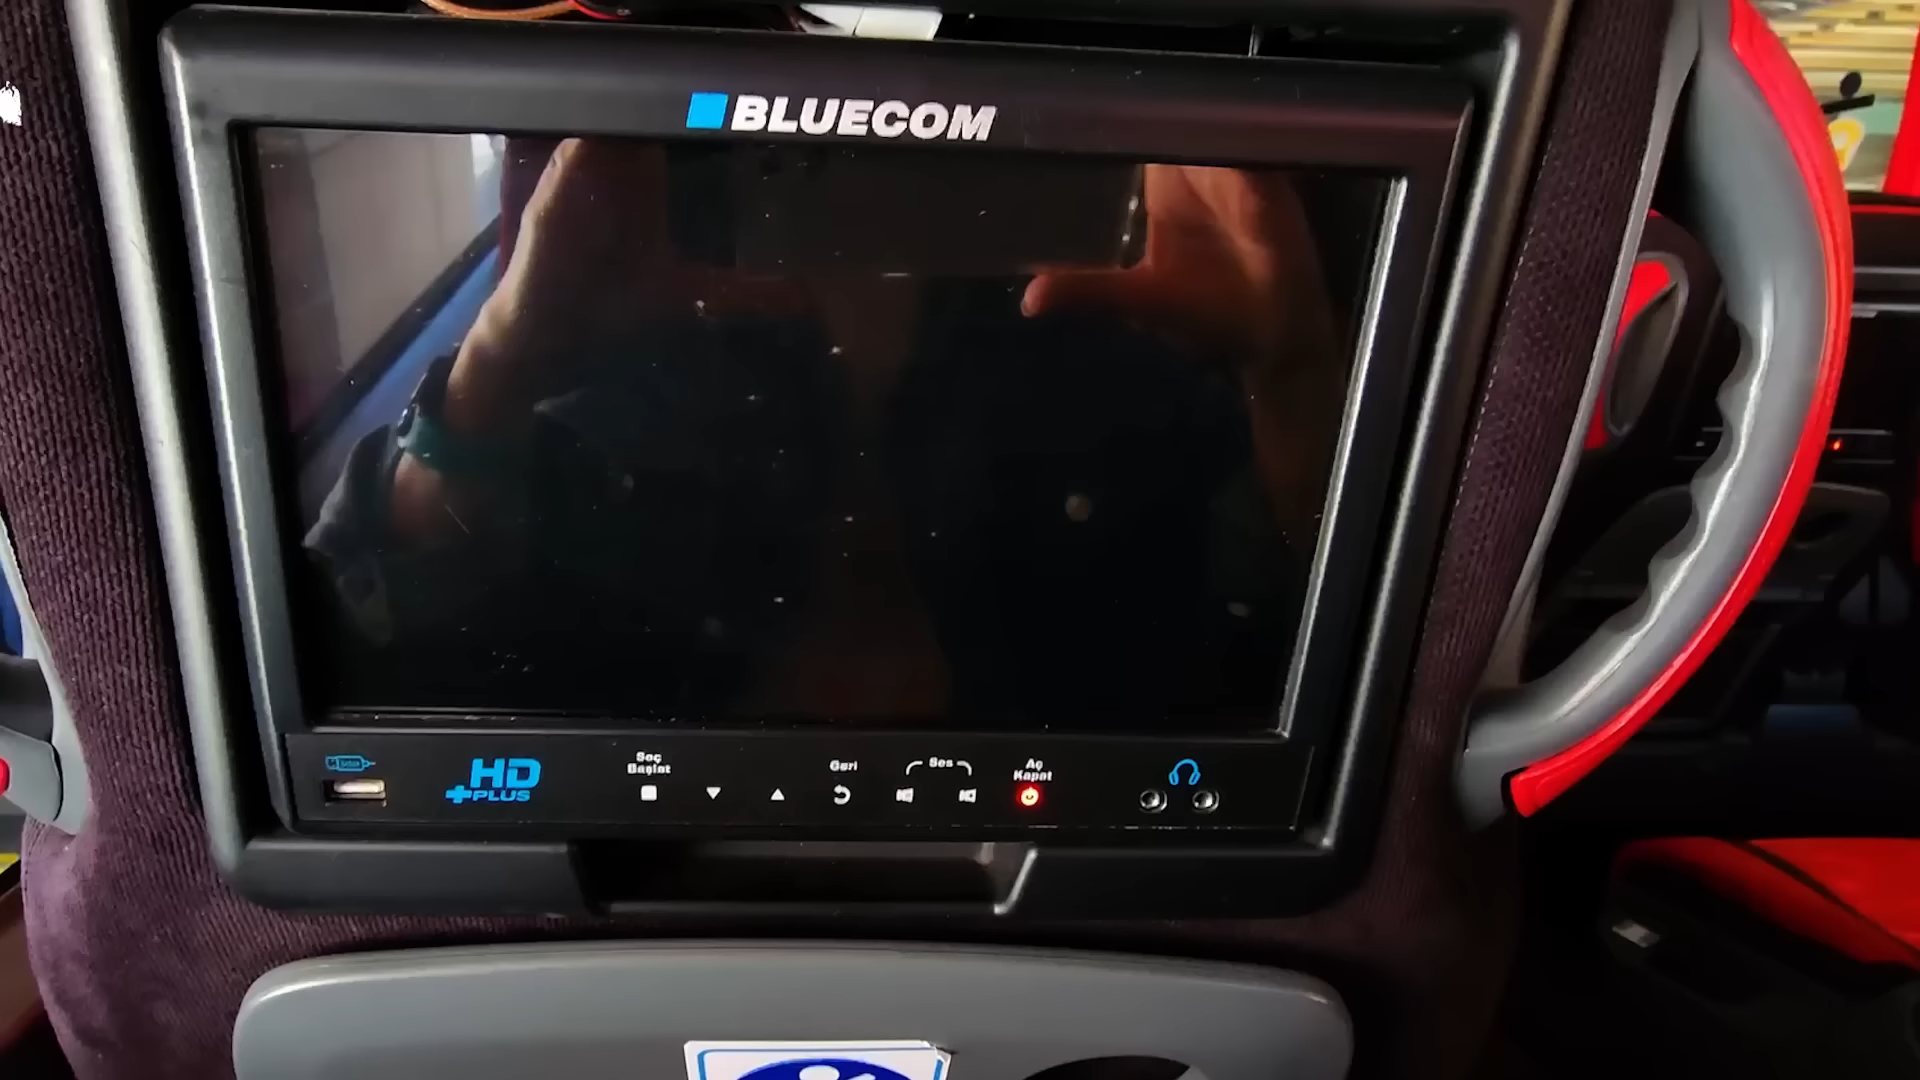 BLUECOM
HD
+PLUS
Seç
Başlat
Geri
Ses
Aç
Kapat